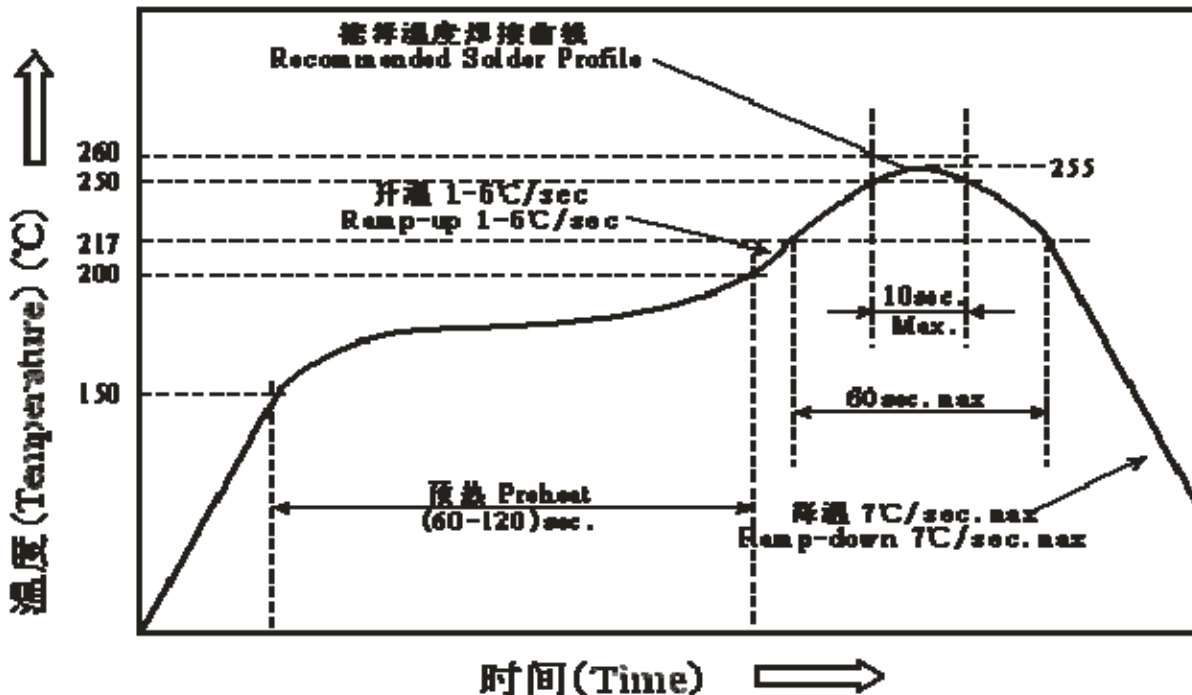 推荐温度焊接曲线
Recommended Solder Profile
260
255
250
升温 1-6℃/sec
Ramp-up 1-6℃/sec
217
200
10sec.
Max.
150
60sec.max
预热 Preheat
(60-120)sec.
降温 7℃/sec.max
Ramp-down 7℃/sec.max
温度(Temperature)(℃)
时间(Time)